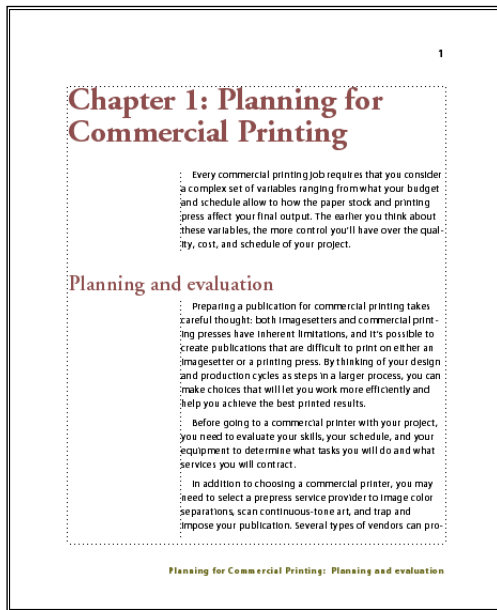 1
Chapter 1: Planning for
Commercial Printing
Every commercial printing job requires that you consider
a complex set of variables ranging from what your budget
and schedule allow to how the paper stock and printing
press affect your final output. The earlier you think about
these variables, the more control you'll have over the qual-
ity, cost, and schedule of your project.
Planning and evaluation
Preparing a publication for commercial printing takes
careful thought: both imagesetters and commercial print-
ing presses have inherent limitations, and it's possible to
create publications that are difficult to print on either an
imagesetter or a printing press. By thinking of your design
and production cycles as steps in a larger process, you can
make choices that will let you work more efficiently and
help you achieve the best printed results.
Before going to a commercial printer with your project,
you need to evaluate your skills, your schedule, and your
equipment to determine what tasks you will do and what
services you will contract.
In addition to choosing a commercial printer, you may
need to select a prepress service provider to image color
separations, scan continuous-tone art, and trap and
impose your publication. Several types of vendors can pro-
Planning for Commercial Printing: Planning and evaluation